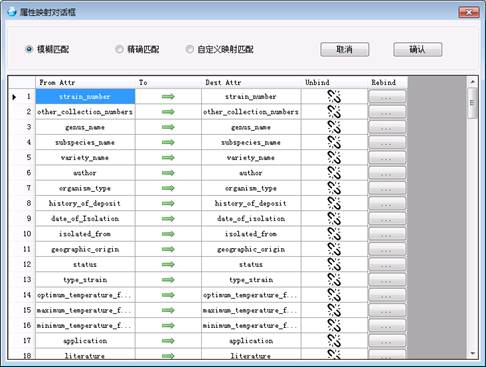 属性映射对话框
模糊匹配 精确匹配 自定义映射匹配 取消 确认
From Attr To Dest Attr Unbind Rebind
1 strain_number strain_number ...
2 other_collection_numbers other_collection_numbers ...
3 genus_name genus_name ...
4 subspecies_name subspecies_name ...
5 variety_name variety_name ...
6 author author ...
7 organism_type organism_type ...
8 history_of_deposit history_of_deposit ...
9 date_of_Isolation date_of_isolation ...
10 isolated_from isolated_from ...
11 geographic_origin geographic_origin ...
12 status status ...
13 type_strain type_strain ...
14 optimum_temperature_f... optimum_temperature_f... ...
15 maximum_temperature_f... maximum_temperature_f... ...
16 minimum_temperature_f... minimum_temperature_f... ...
17 application application ...
18 literature literature ...